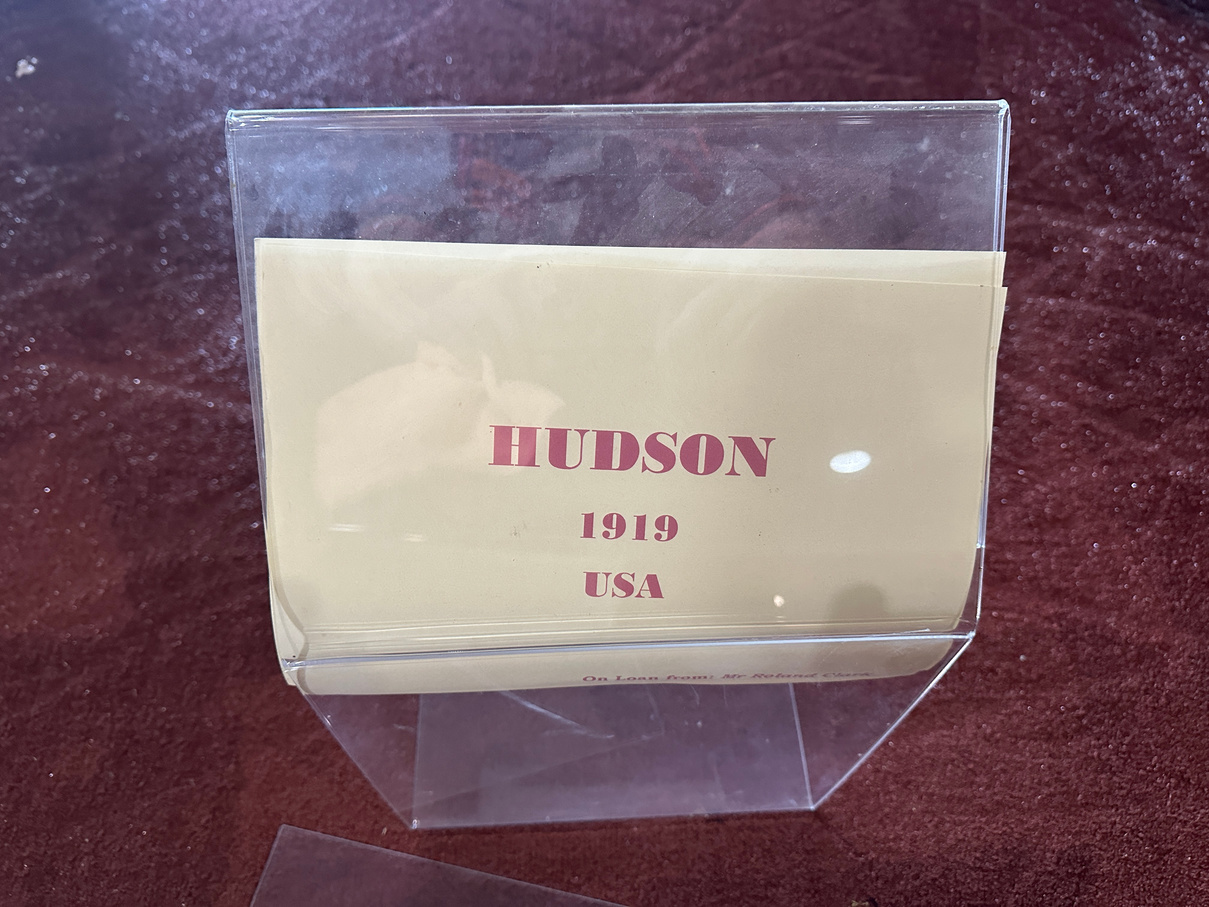 HUDSON
1919
USA
On Loan from: Mr Roland